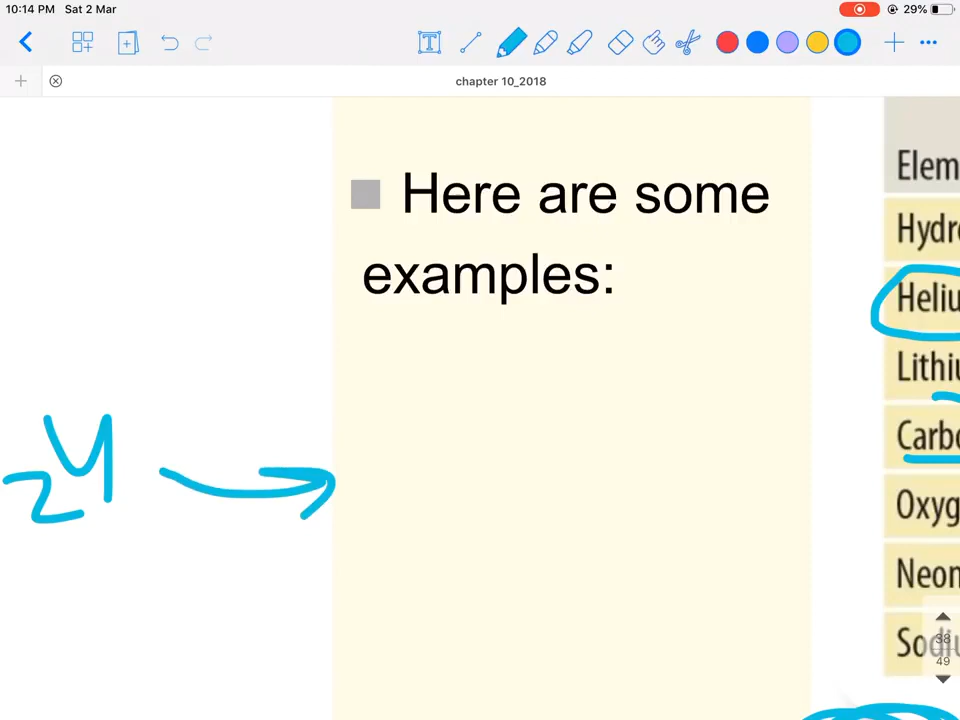 10:14 PM Sat 2 Mar
29%
chapter 10_2018
Here are some
examples:
Elem
Hydro
Heliu
Lithiu
Carbo
Oxyg
Neon
Sodiu
24
38
49